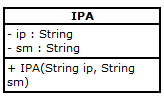 IPA
- ip : String
- sm : String
+ IPA(String ip, String
sm)